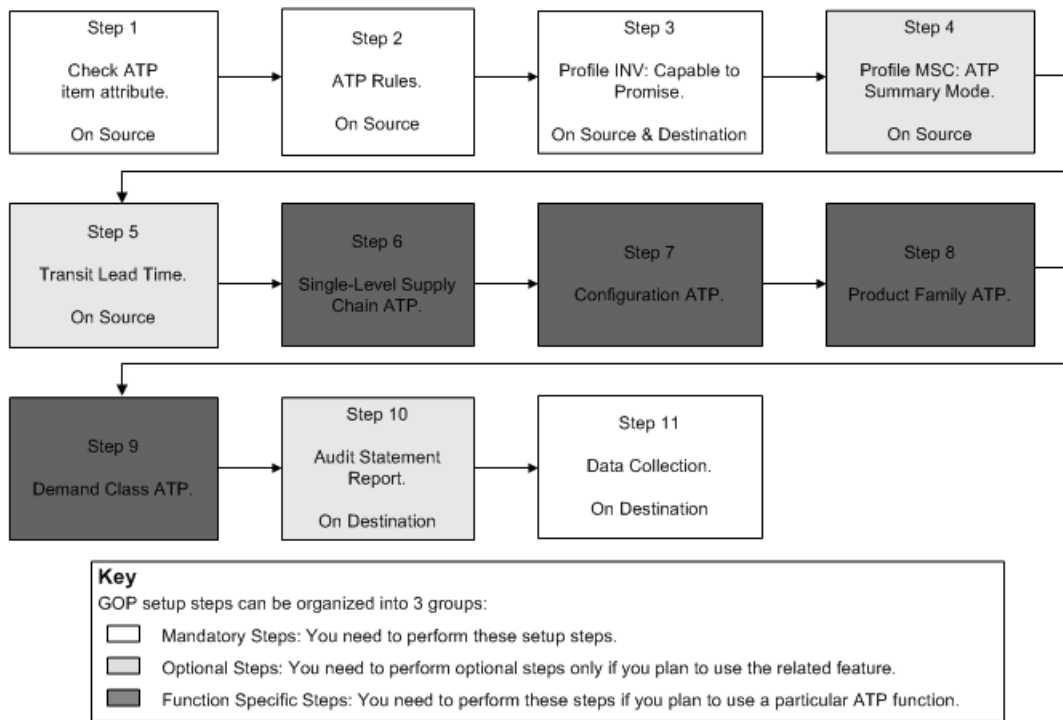 Step 1
Check ATP
item attribute.
On Source
Step 2
ATP Rules.
On Source
Step 3
Profile INV: Capable to
Promise.
On Source & Destination
Step 4
Profile MSC: ATP
Summary Mode.
On Source
Step 5
Transit Lead Time.
On Source
Step 6
Single-Level Supply
Chain ATP.
Step 7
Configuration ATP.
Step 8
Product Family ATP.
Step 9
Demand Class ATP.
Step 10
Audit Statement
Report.
On Destination
Step 11
Data Collection.
On Destination
Key
GOP setup steps can be organized into 3 groups:
Mandatory Steps: You need to perform these setup steps.
Optional Steps: You need to perform optional steps only if you plan to use the related feature.
Function Specific Steps: You need to perform these steps if you plan to use a particular ATP function.